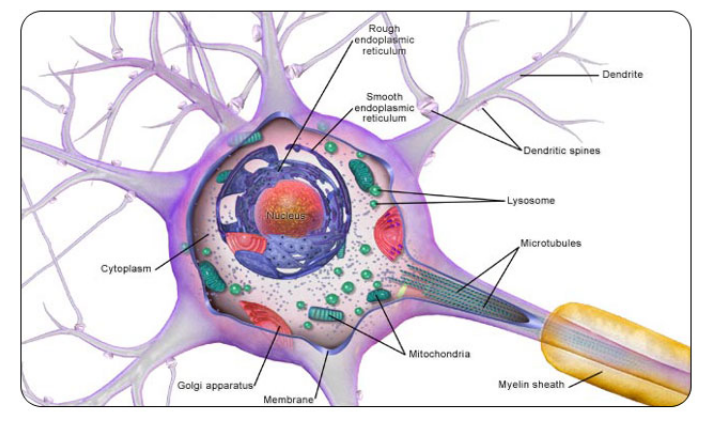 Rough
endoplasmic
reticulum
Dendrite
Smooth
endoplasmic
reticulum
Dendritic spines
Lysosome
Nucleus
Microtubules
Cytoplasm
Mitochondria
Golgi apparatus
Myelin sheath
Membrane